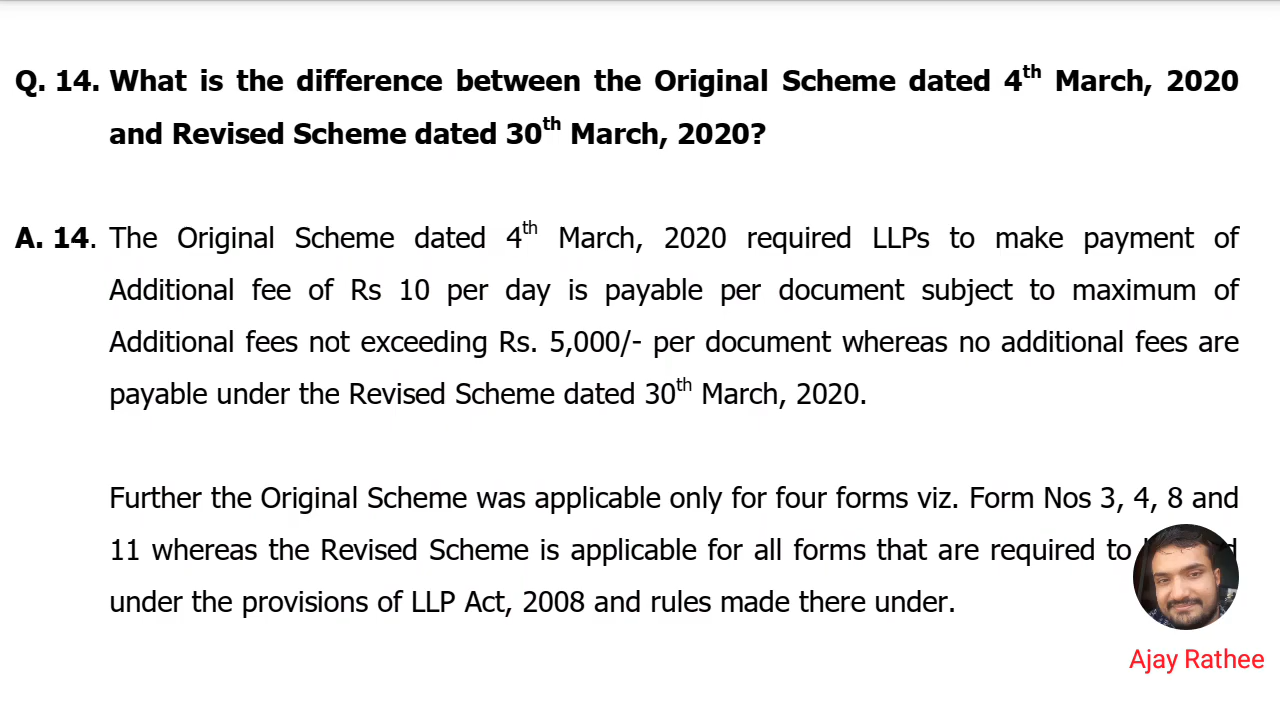 Q. 14. What is the difference between the Original Scheme dated 4th March, 2020
and Revised Scheme dated 30th March, 2020?
A. 14. The Original Scheme dated 4th March, 2020 required LLPs to make payment of
Additional fee of Rs 10 per day is payable per document subject to maximum of
Additional fees not exceeding Rs. 5,000/- per document whereas no additional fees are
payable under the Revised Scheme dated 30th March, 2020.
Further the Original Scheme was applicable only for four forms viz. Form Nos 3, 4, 8 and
11 whereas the Revised Scheme is applicable for all forms that are required to
under the provisions of LLP Act, 2008 and rules made there under.
Ajay Rathee